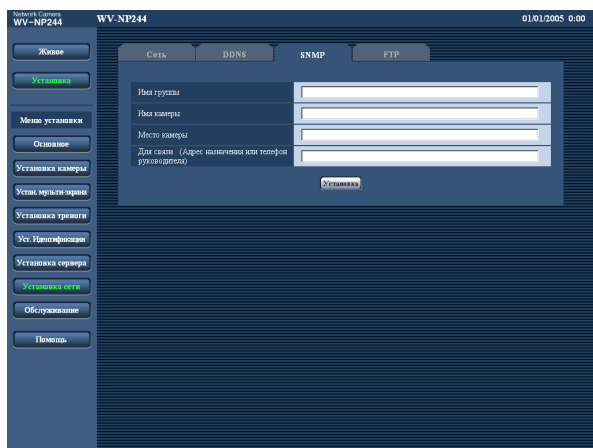 Network Camera
WV-NP244
WV-NP244
01/01/2005 0:00
Живое
Установка
Меню установки
Основное
Установка камеры
Устан. мульти-экрана
Установка тревоги
Уст. Идентификации
Установка сервера
Установка сети
Обслуживание
Помощь
Сеть
DDNS
SNMP
FTP
Имя группы
Имя камеры
Место камеры
Для связи (Адрес назначения или телефон
руководителя)
Установка